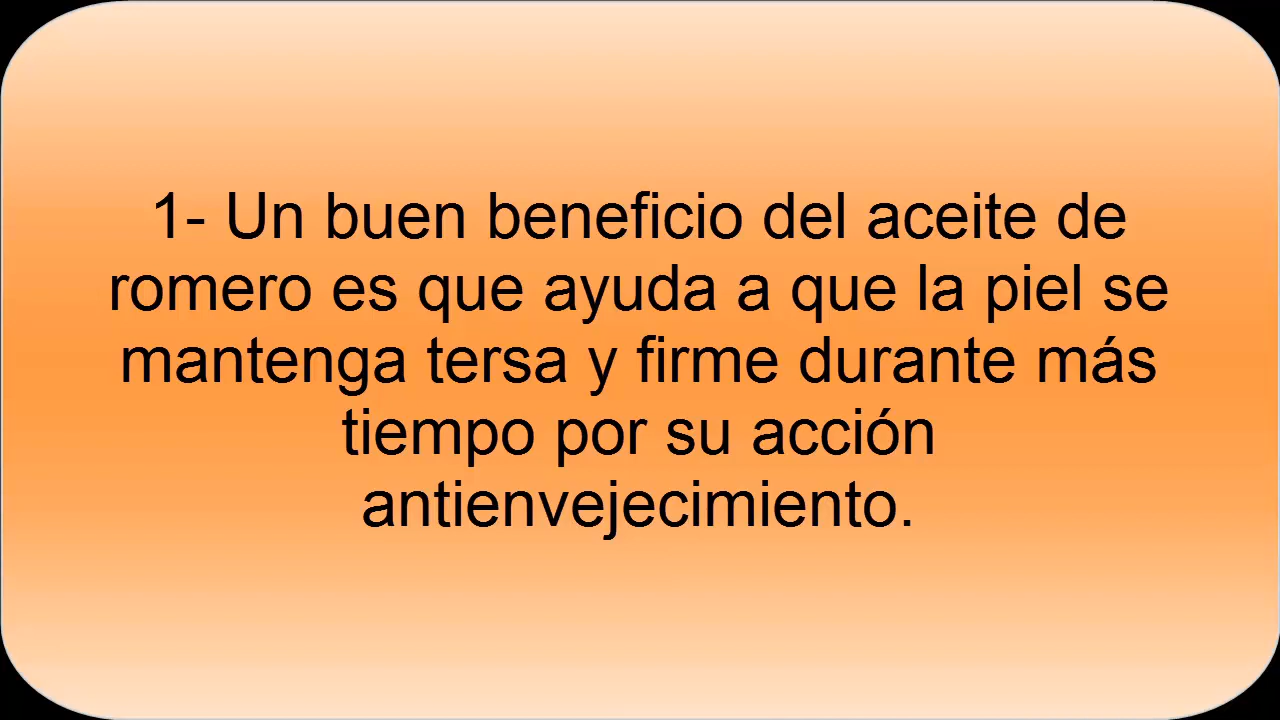 1- Un buen beneficio del aceite de
romero es que ayuda a que la piel se
mantenga tersa y firme durante más
tiempo por su acción
antienvejecimiento.